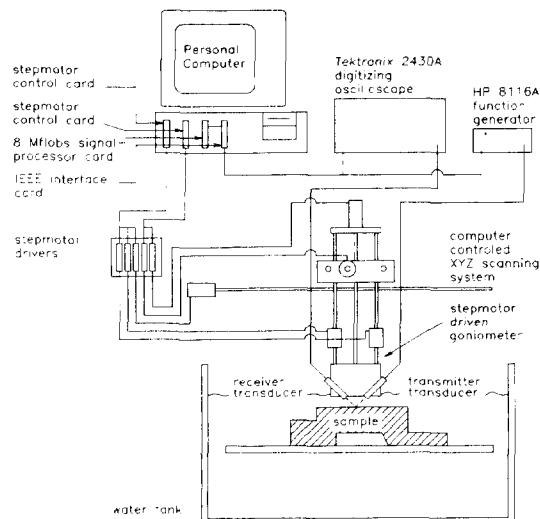 Personal
Computer
stepmotor
control card
stepmotor
control card
8 Mflobs signal
processor card
IEEE interface
card
stepmotor
drivers
Tektronix 2430A
digitizing
oscilloscope
HP 8116A
function
generator
computer
controled
XYZ scanning
system
stepmotor
driven
goniometer
receiver
transducer
transmitter
transducer
sample
water tank